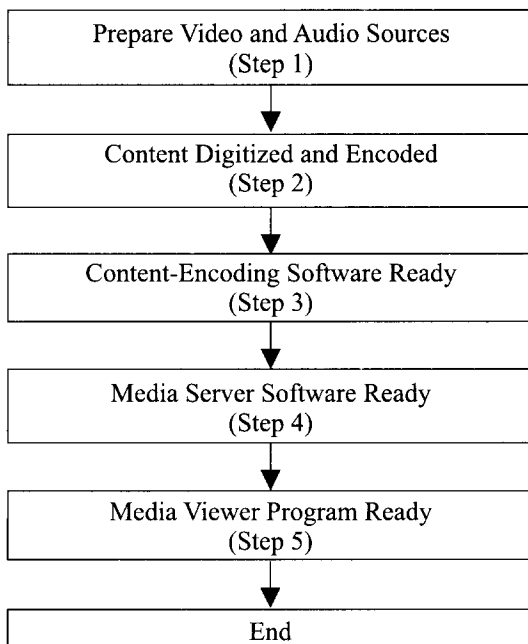 Prepare Video and Audio Sources
(Step 1)
Content Digitized and Encoded
(Step 2)
Content-Encoding Software Ready
(Step 3)
Media Server Software Ready
(Step 4)
Media Viewer Program Ready
(Step 5)
End